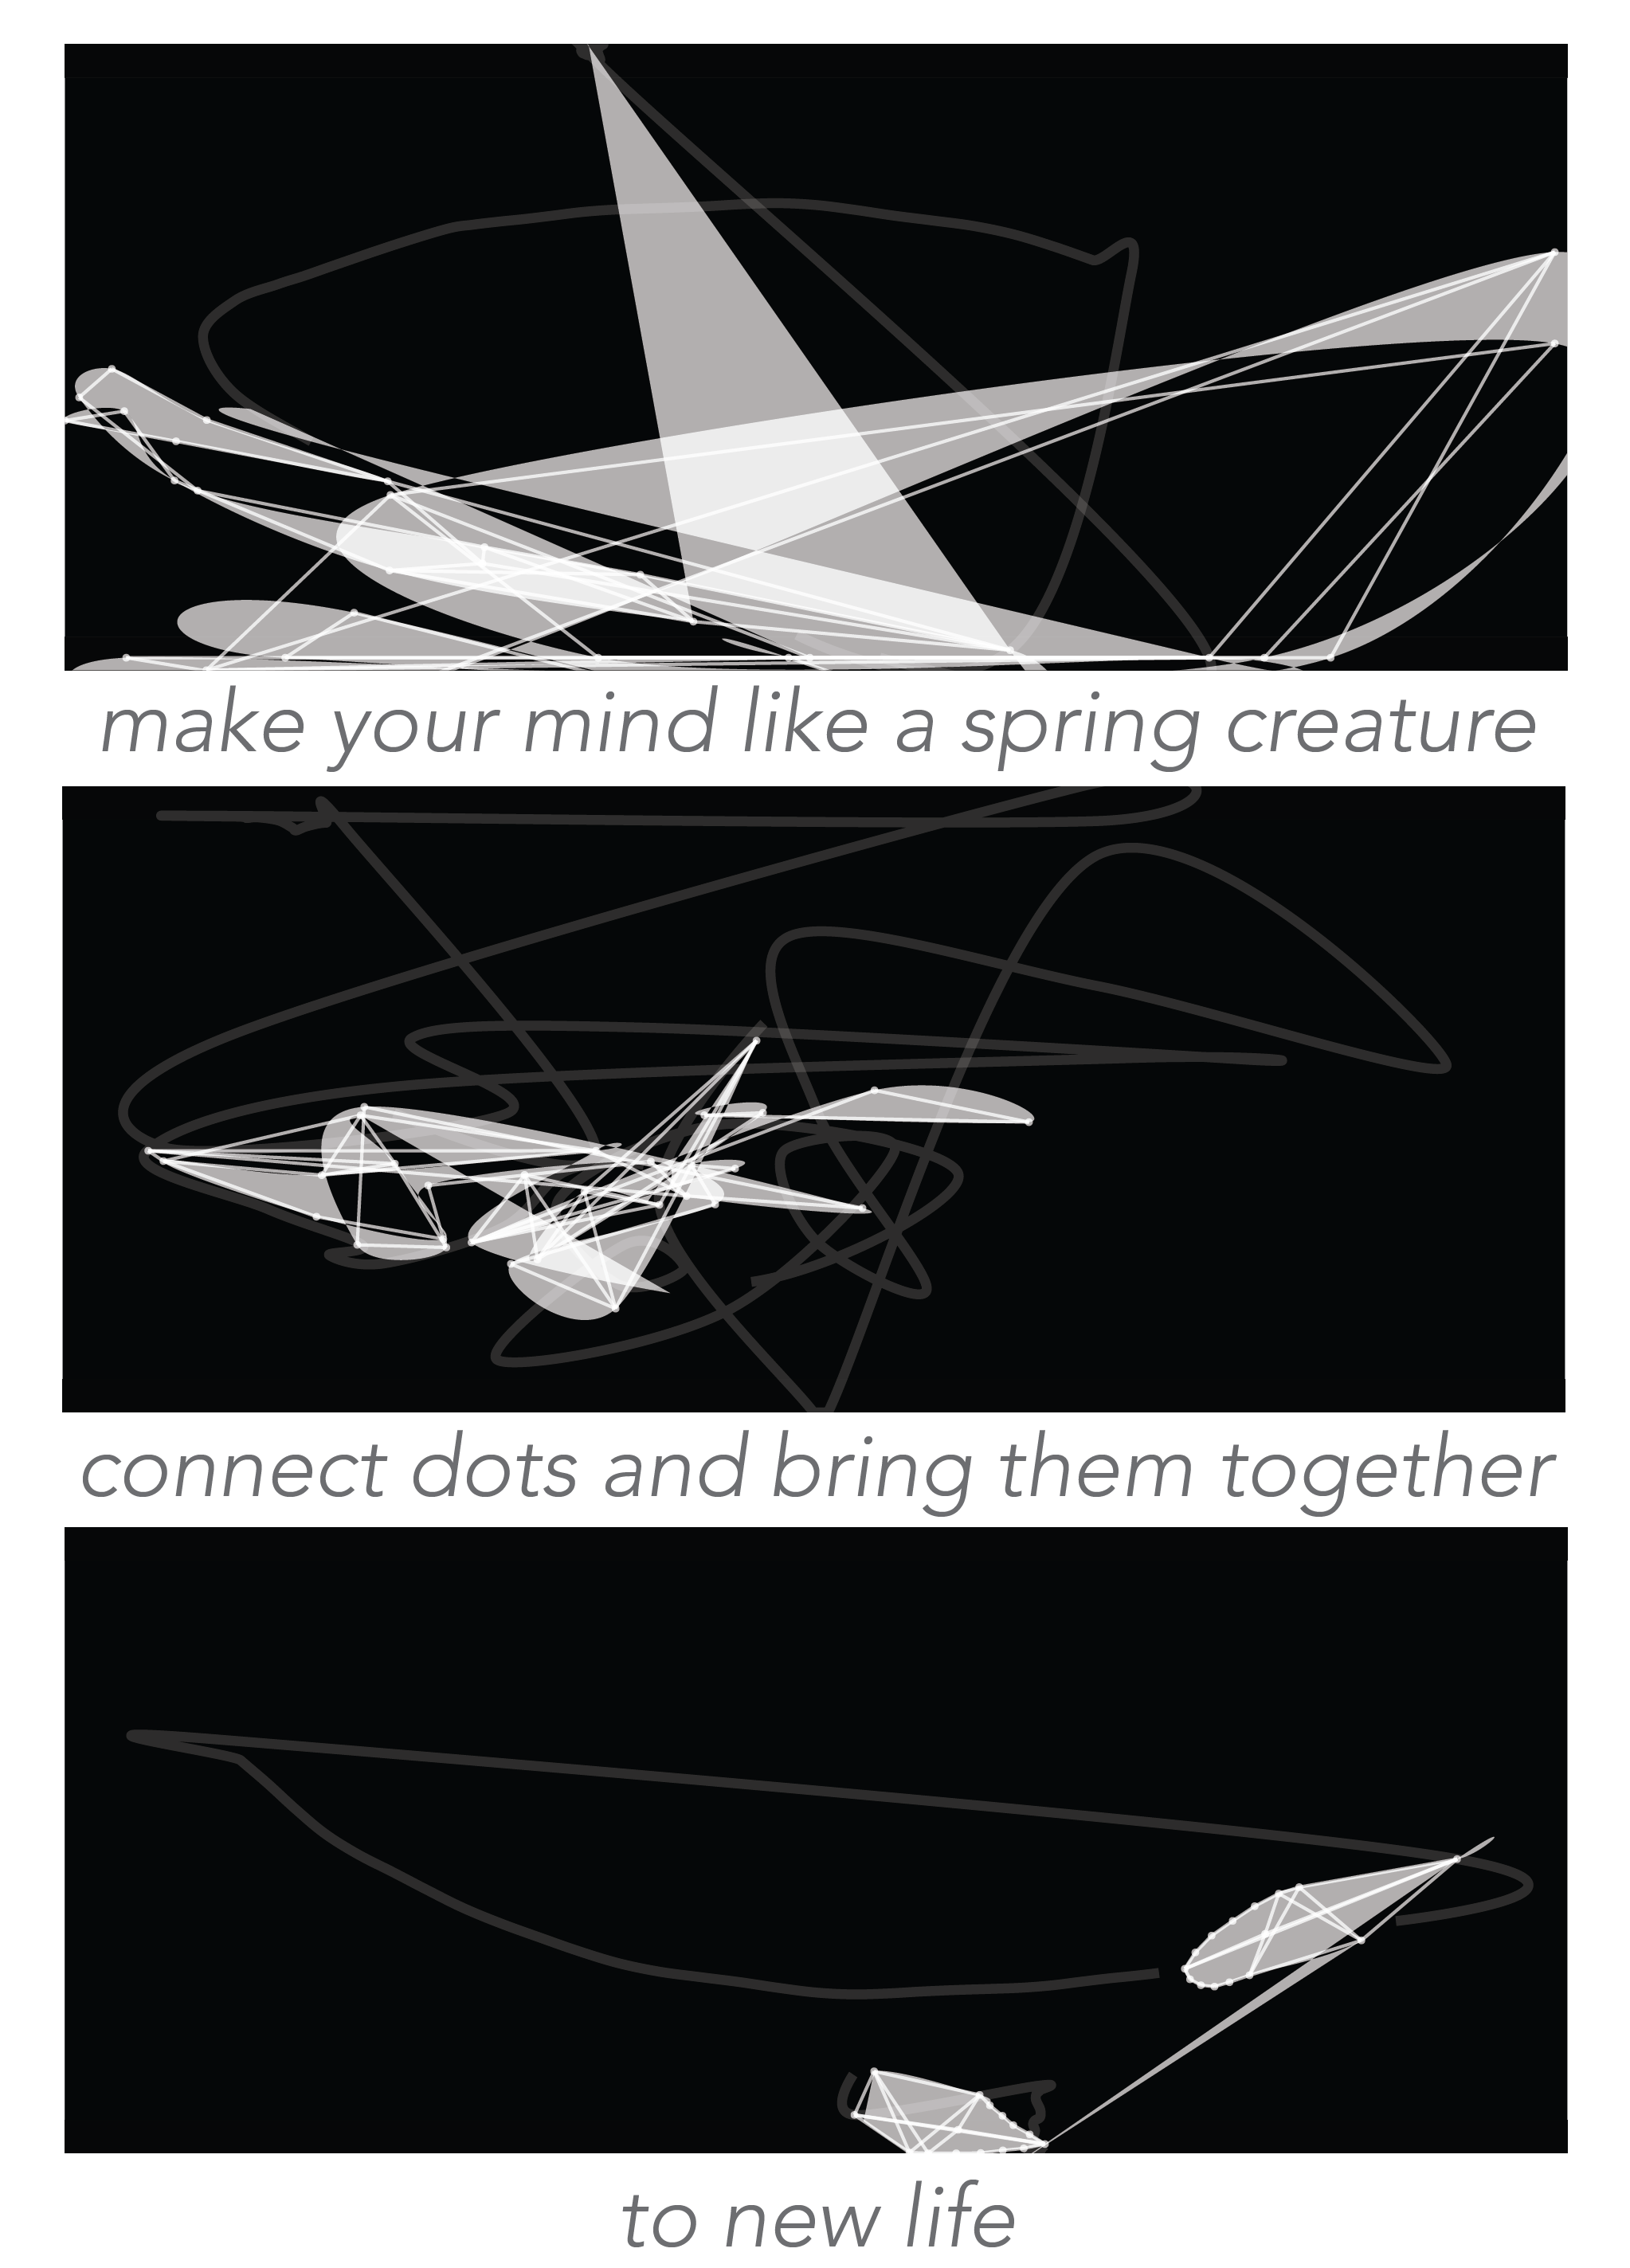 make your mind like a spring creature
connect dots and bring them together
to new life